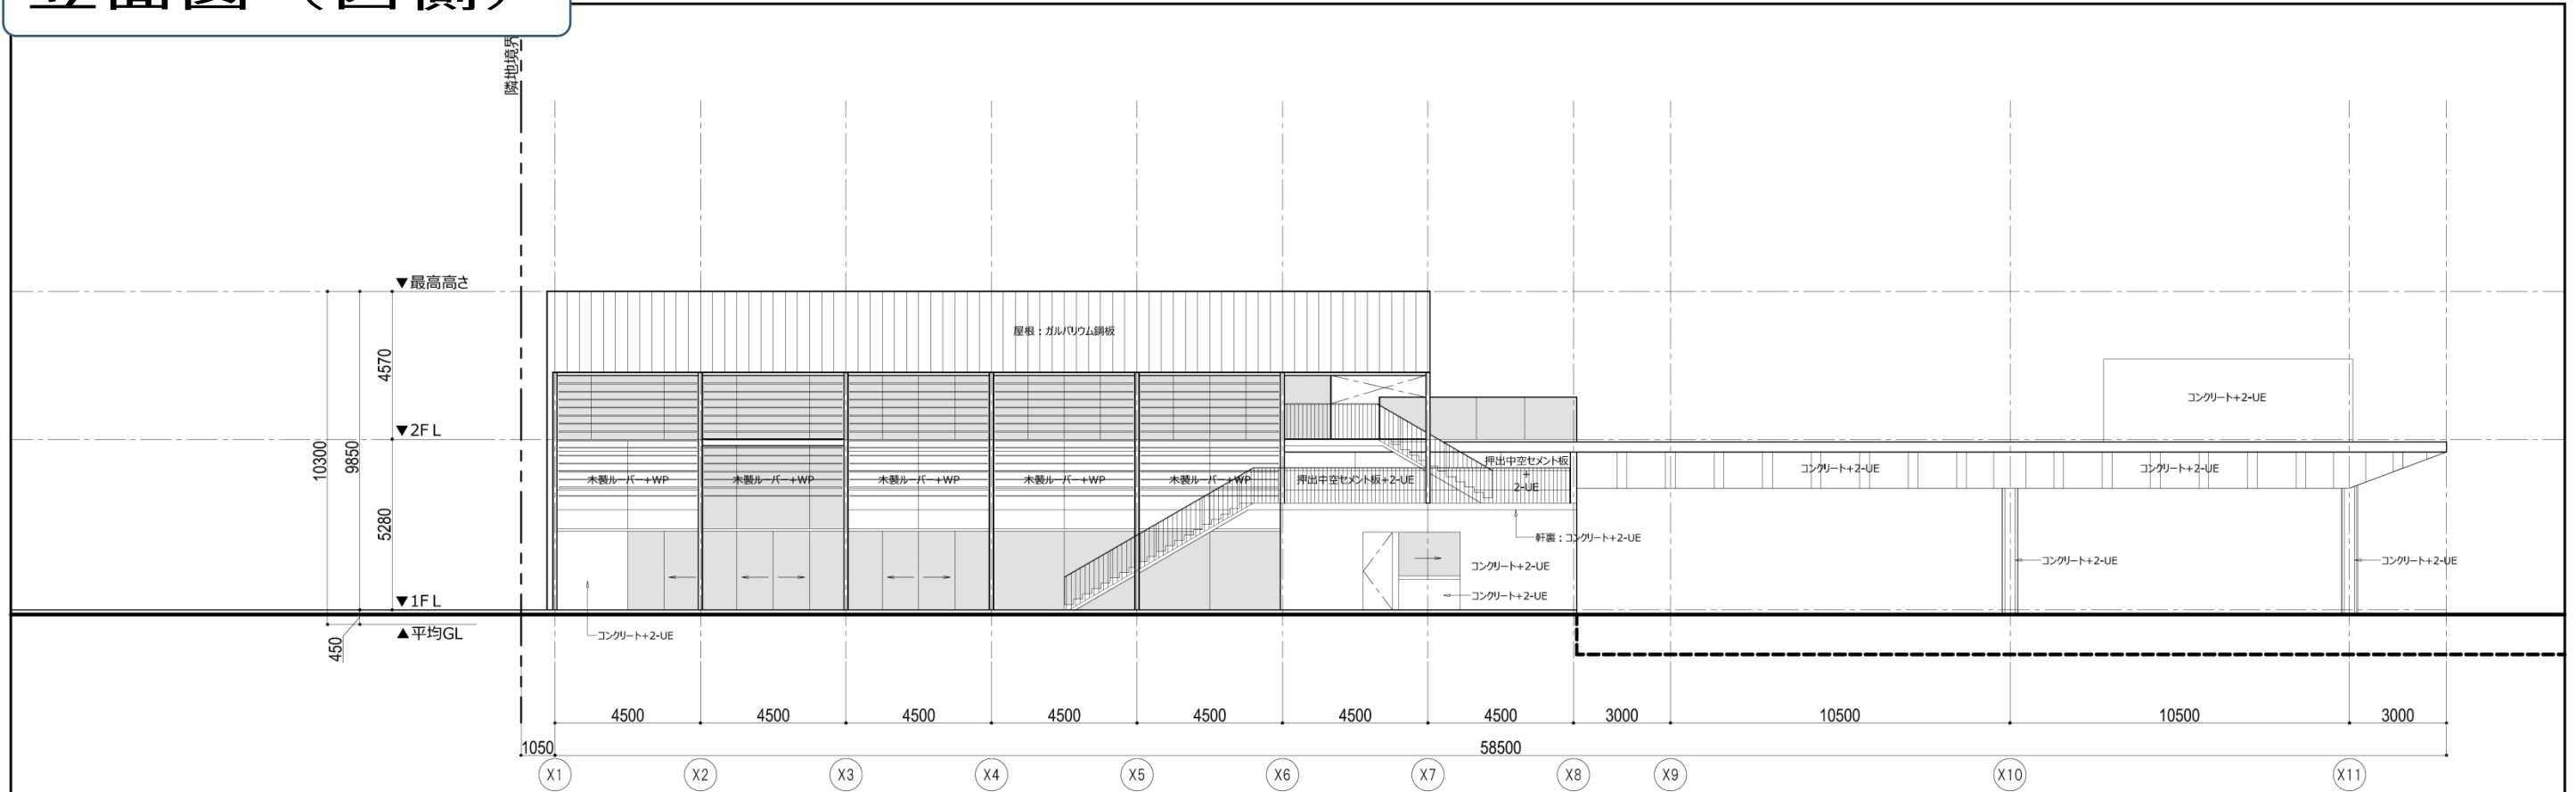 立面図（西側）
隣地境界
▼最高高さ
屋根：ガルバリウム鋼板
4570
コンクリート+2-UE
▼2FL
10300
9850
木製ルーバー+WP
木製ルーバー+WP
木製ルーバー+WP
木製ルーバー+WP
木製ルーバー+WP
押出中空セメント板+2-UE
押出中空セメント板
+
2-UE
コンクリート+2-UE
コンクリート+2-UE
5280
軒裏：コンクリート+2-UE
コンクリート+2-UE
コンクリート+2-UE
コンクリート+2-UE
コンクリート+2-UE
▼1FL
▲平均GL
450
コンクリート+2-UE
4500
4500
4500
4500
4500
4500
4500
3000
10500
10500
3000
1050
58500
X1
X2
X3
X4
X5
X6
X7
X8
X9
X10
X11